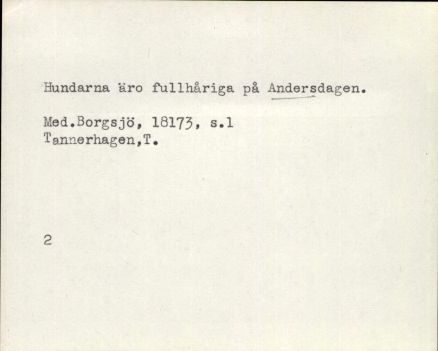 Hundarna äro fullhåriga på Andersdagen.
Med.Borgsjö, 18173, s.1
Tannerhagen,T.
2